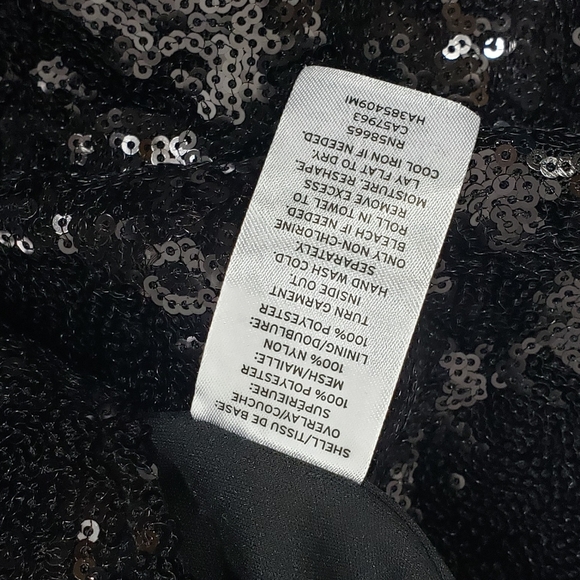 SHELL/TISSU DE BASE:
OVERLAY/COUCHE
SUPÉRIEURE:
100% POLYESTER
MESH/MAILLE:
100% NYLON
LINING/DOUBLURE:
100% POLYESTER
TURN GARMENT
INSIDE OUT.
HAND WASH COLD
SEPARATELY.
ONLY NON-CHLORINE
BLEACH IF NEEDED.
ROLL IN TOWEL TO
REMOVE EXCESS
MOISTURE. RESHAPE.
LAY FLAT TO DRY.
COOL IRON IF NEEDED.
RN58665
CA57963
HA385409MI